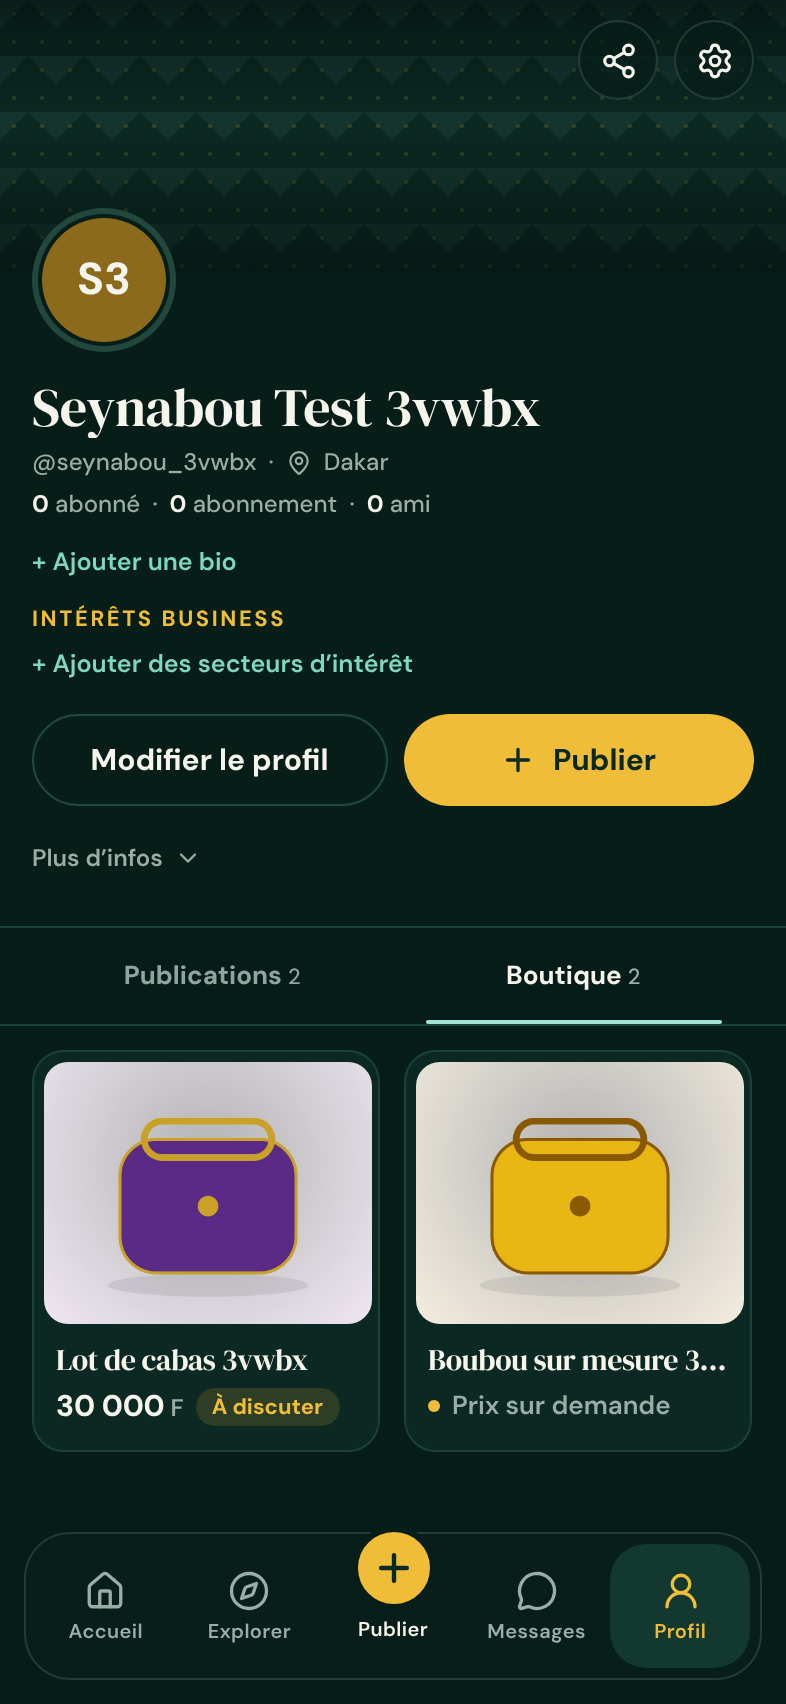 S3
Seynabou Test 3vwbx
@seynabou_3vwbx · Dakar
0 abonné · 0 abonnement · 0 ami
+ Ajouter une bio
INTÉRÊTS BUSINESS
+ Ajouter des secteurs d’intérêt
Modifier le profil
Publier
Plus d’infos
Publications 2
Boutique 2
Lot de cabas 3vwbx
30 000 F À discuter
Boubou sur mesure 3...
Prix sur demande
Accueil
Explorer
Publier
Messages
Profil